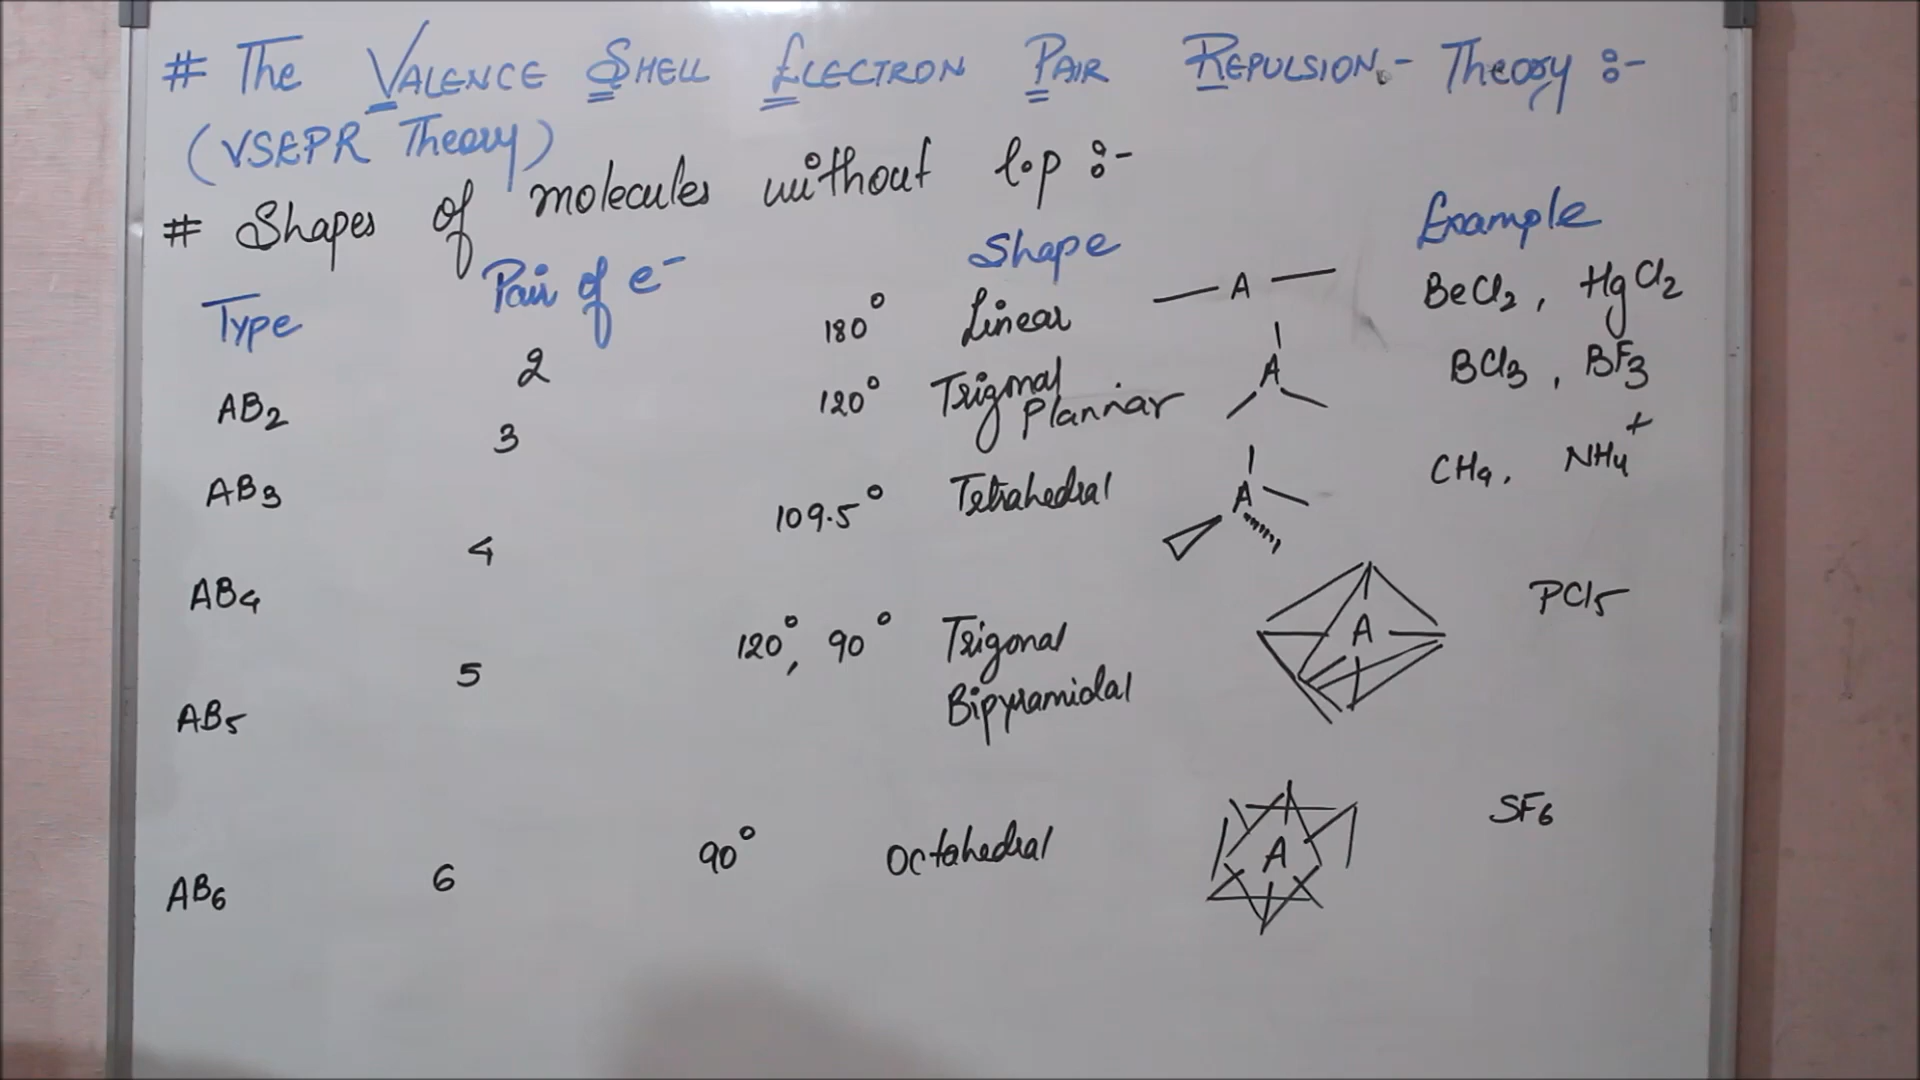 # The VALENCE SHELL ELECTRON PAIR REPULSION - Theory :-
(VSEPR Theory)
# Shapes of molecules without l.p :-
Type Pair of e⁻ Shape Example
AB2 2 180° Linear A BeCl2, HgCl2
AB3 3 120° Trigonal Plannar A BCl3, BF3
AB4 4 109.5° Tetrahedral A CH4, NH4⁺
AB5 5 120°, 90° Trigonal Bipyramidal A PCl5
AB6 6 90° Octahedral A SF6